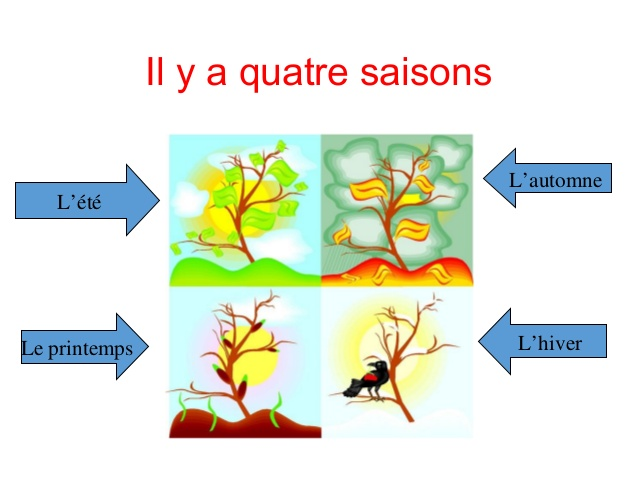 Il y a quatre saisons
L’été
L’automne
Le printemps
L’hiver